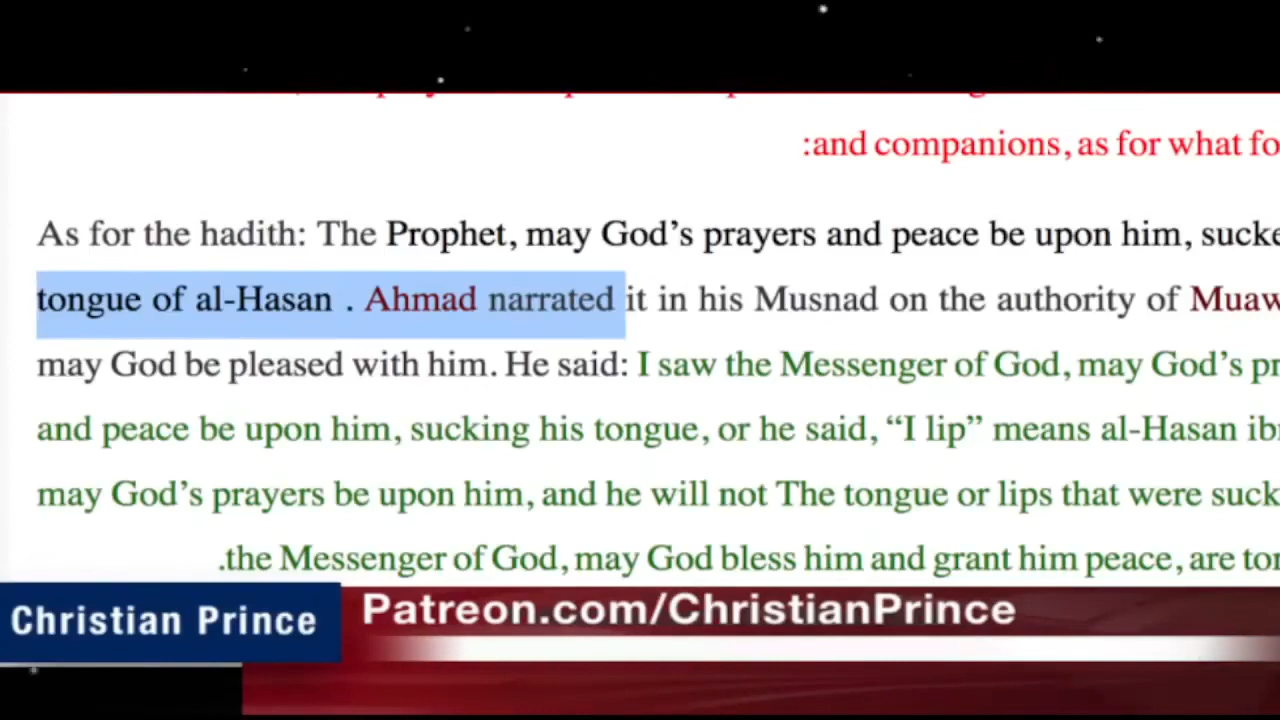 :and companions, as for what fo
As for the hadith: The Prophet, may God's prayers and peace be upon him, sucke
tongue of al-Hasan . Ahmad narrated it in his Musnad on the authority of Muaw
may God be pleased with him. He said: I saw the Messenger of God, may God's pr
and peace be upon him, sucking his tongue, or he said, “I lip” means al-Hasan ib
may God's prayers be upon him, and he will not The tongue or lips that were suck
.the Messenger of God, may God bless him and grant him peace, are tor
Christian Prince
Patreon.com/ChristianPrince